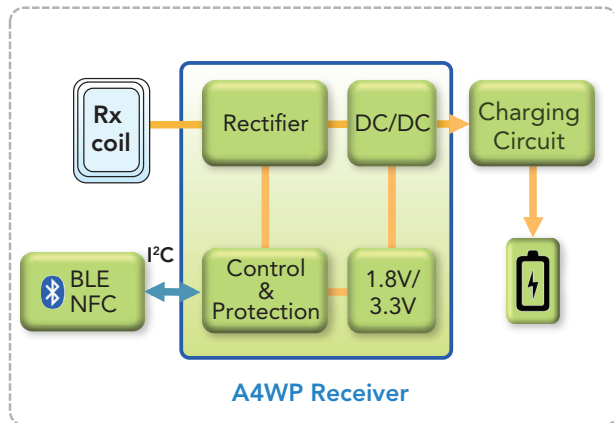 Rx
coil
Rectifier
DC/DC
Charging
Circuit
I²C
BLE
NFC
Control
&
Protection
1.8V/
3.3V
A4WP Receiver